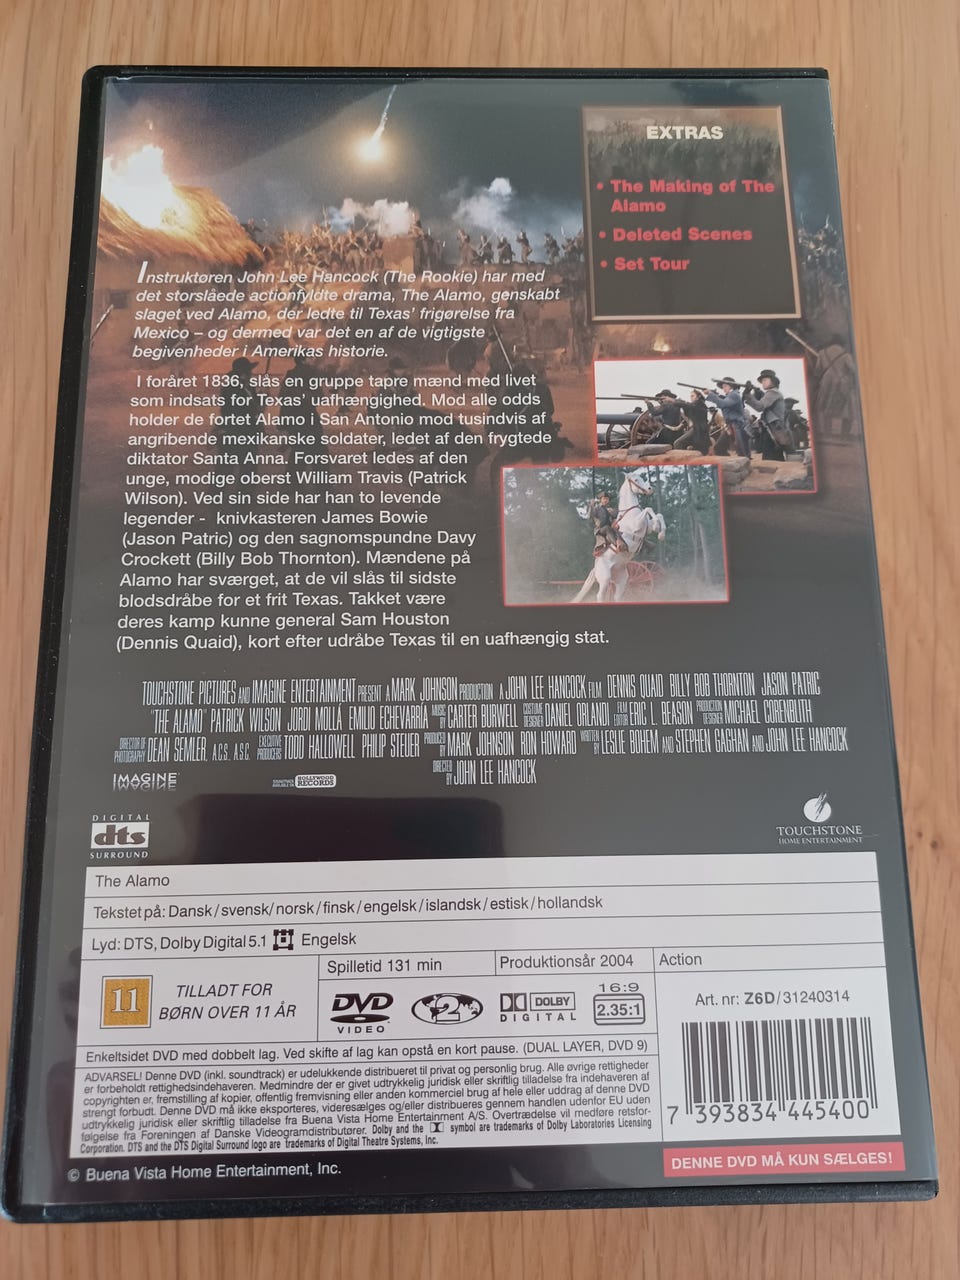 EXTRAS
• The Making of The
Alamo
• Deleted Scenes
• Set Tour
Instruktøren John Lee Hancock (The Rookie) har med
det storslåede actionfyldte drama, The Alamo, genskabt
slaget ved Alamo, der ledte til Texas' frigørelse fra
Mexico – og dermed var det en af de vigtigste
begivenheder i Amerikas historie.
I foråret 1836, slås en gruppe tapre mænd med livet
som indsats for Texas' uafhængighed. Mod alle odds
holder de fortet Alamo i San Antonio mod tusindvis af
angribende mexikanske soldater, ledet af den frygtede
diktator Santa Anna. Forsvaret ledes af den
unge, modige oberst William Travis (Patrick
Wilson). Ved sin side har han to levende
legender - knivkasteren James Bowie
(Jason Patric) og den sagnomspundne Davy
Crockett (Billy Bob Thornton). Mændene på
Alamo har sværget, at de vil slås til sidste
blodsdråbe for et frit Texas. Takket være
deres kamp kunne general Sam Houston
(Dennis Quaid), kort efter udråbe Texas til en uafhængig stat.
TOUCHSTONE PICTURES AND IMAGINE ENTERTAINMENT PRESENT A MARK JOHNSON PRODUCTION A JOHN LEE HANCOCK FILM DENNIS QUAID BILLY BOB THORNTON JASON PATRIC
"THE ALAMO" PATRICK WILSON JORDI MOLLÁ EMILIO ECHEVARRÍA MUSIC BY CARTER BURWELL COSTUME DESIGNER DANIEL ORLANDI FILM EDITOR ERIC L. BEASON PRODUCTION DESIGNER MICHAEL CORENBLITH
DIRECTOR OF PHOTOGRAPHY DEAN SEMLER, A.C.S. A.S.C. EXECUTIVE PRODUCERS TODD HALLOWELL PHILIP STEUER PRODUCED BY MARK JOHNSON RON HOWARD WRITTEN BY LESLIE BOHEM AND STEPHEN GAGHAN AND JOHN LEE HANCOCK
DIRECTED BY JOHN LEE HANCOCK
IMAGINE
SOUNDTRACK AVAILABLE ON HOLLYWOOD RECORDS
DIGITAL
dts
SURROUND
TOUCHSTONE
HOME ENTERTAINMENT
The Alamo
Tekstet på: Dansk/svensk/norsk/finsk/engelsk/islandsk/estisk/hollandsk
Lyd: DTS, Dolby Digital 5.1 Engelsk
11
TILLADT FOR
BØRN OVER 11 ÅR
Spilletid 131 min
Produktionsår 2004
Action
DVD
VIDEO
2
DOLBY
DIGITAL
16:9
2.35:1
Art. nr: Z6D/31240314
Enkeltsidet DVD med dobbelt lag. Ved skifte af lag kan opstå en kort pause. (DUAL LAYER, DVD 9)
ADVARSEL! Denne DVD (inkl. soundtrack) er udelukkende distribueret til privat og personlig brug. Alle øvrige rettigheder
er forbeholdt rettighedsindehaveren. Medmindre der er givet udtrykkelig juridisk eller skriftlig tilladelse fra indehaveren af
copyrighten er, fremstilling af kopier, offentlig fremvisning eller anden kommerciel brug af hele eller uddrag af denne DVD
strengt forbudt. Denne DVD må ikke eksporteres, videresælges og/eller distribueres gennem handlen udenfor EU uden
udtrykkelig juridisk eller skriftlig tilladelse fra Buena Vista Home Entertainment A/S. Overtrædelse vil medføre retsfor-
følgelse fra Foreningen af Danske Videogramdistributører. Dolby and the symbol are trademarks of Dolby Laboratories Licensing
Corporation. DTS and the DTS Digital Surround logo are trademarks of Digital Theatre Systems, Inc.
7 393834 445400
DENNE DVD MÅ KUN SÆLGES!
© Buena Vista Home Entertainment, Inc.